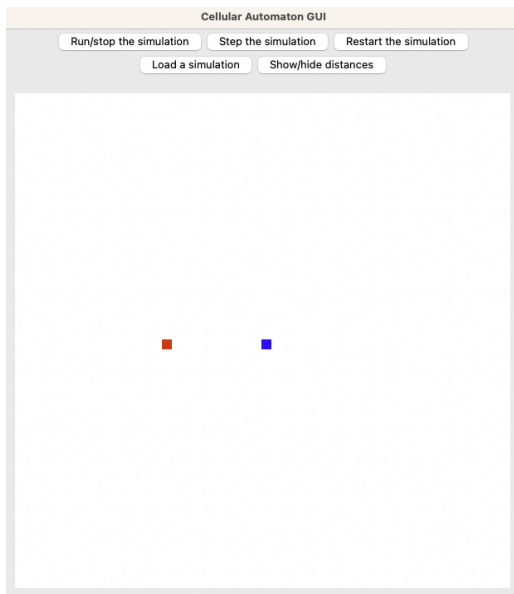 Cellular Automaton GUI
Run/stop the simulation Step the simulation Restart the simulation
Load a simulation Show/hide distances